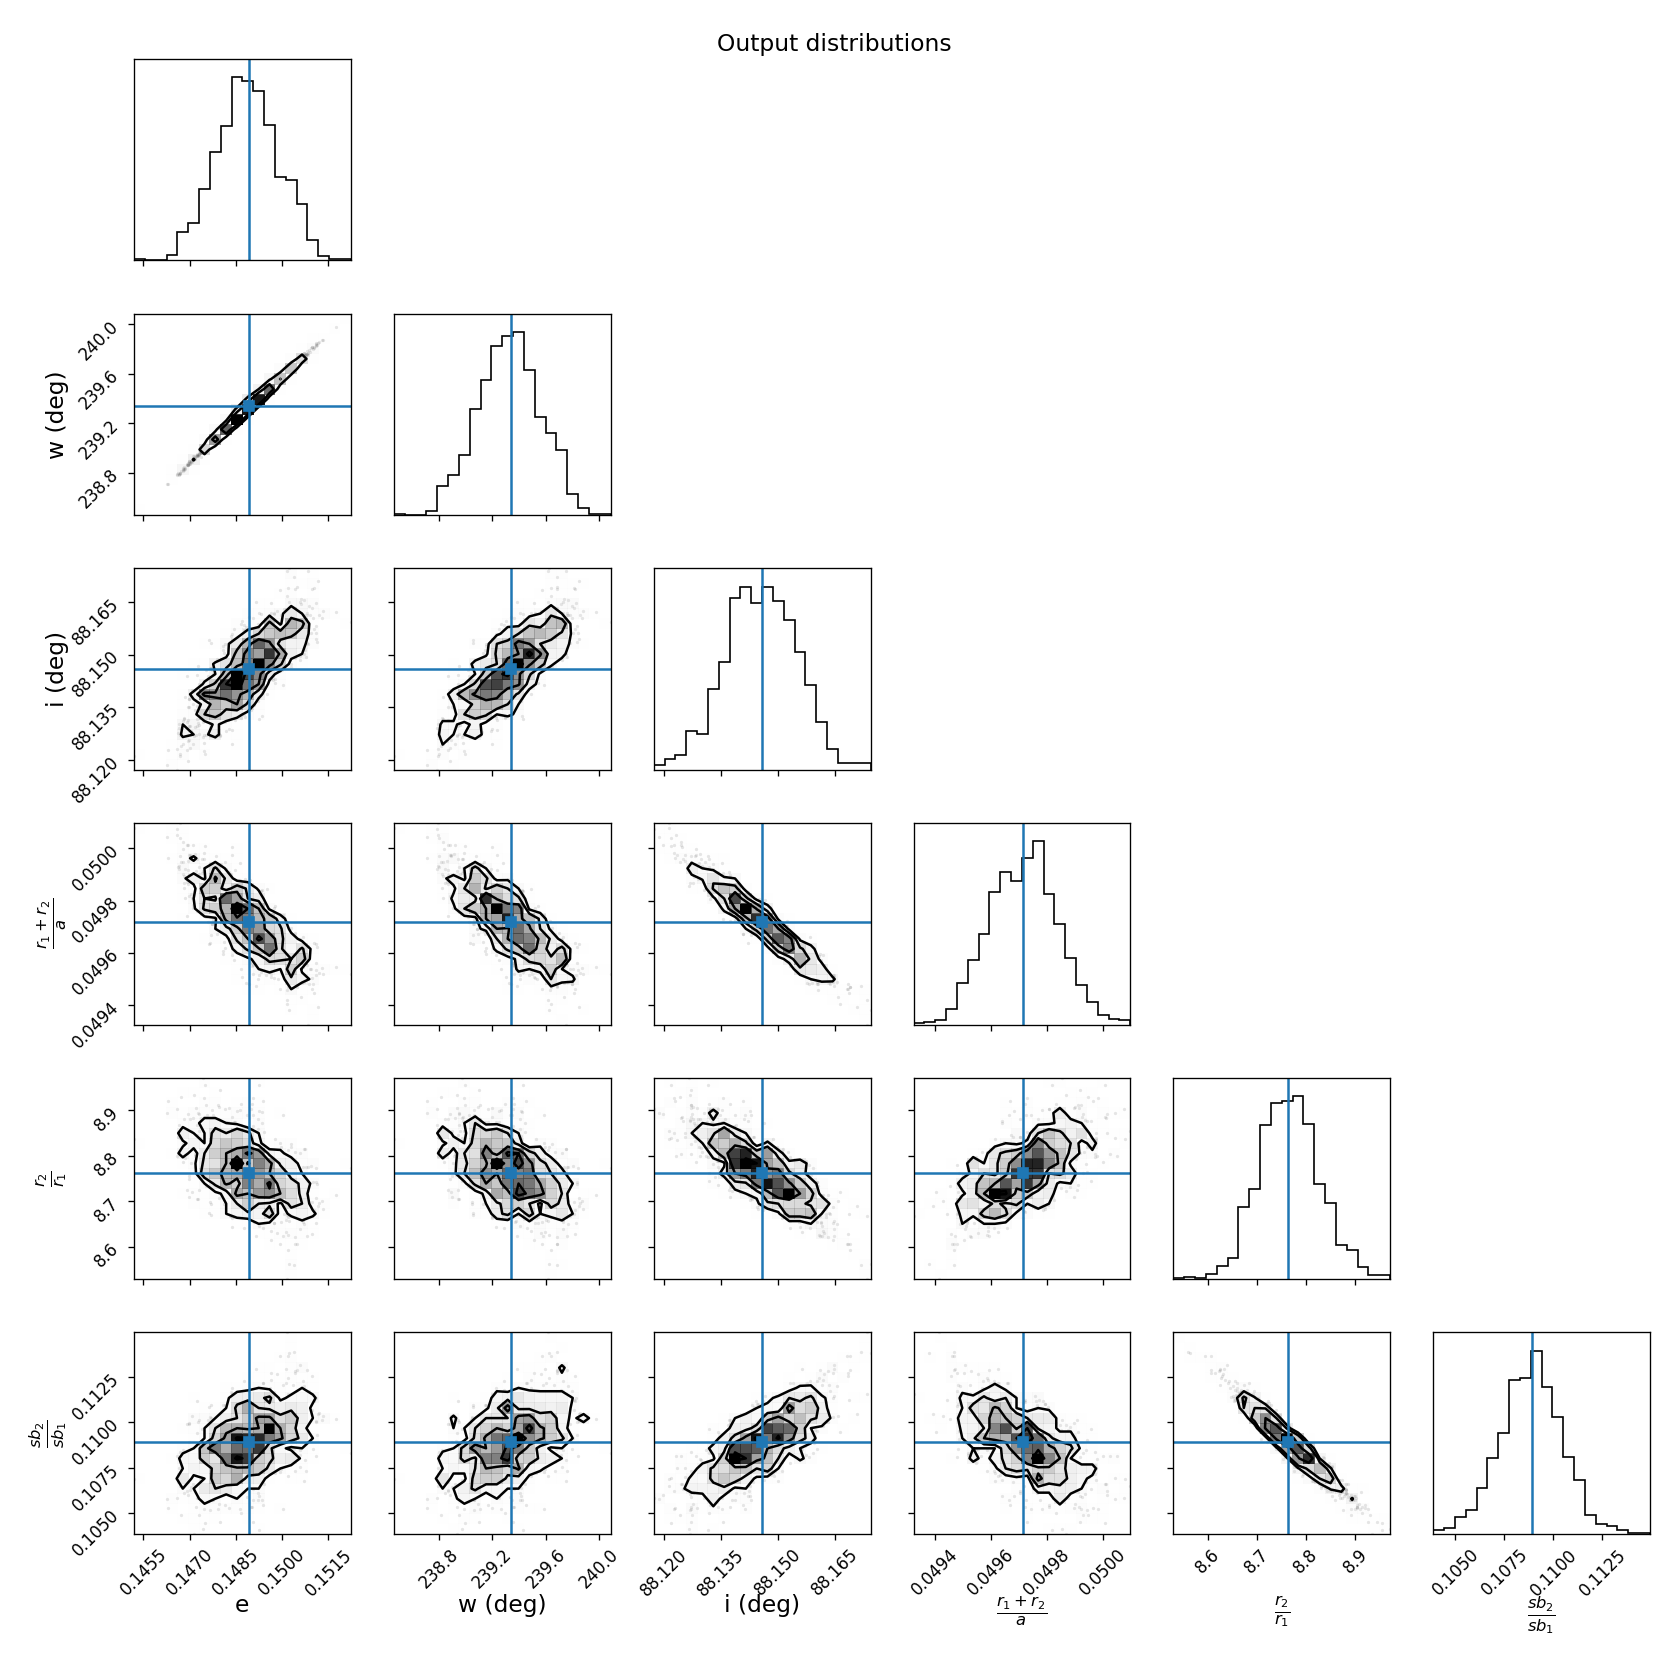 Output distributions
w (deg)
240.0
239.6
239.2
238.8
i (deg)
88.165
88.150
88.135
88.120
r1 + r2
a
0.0500
0.0498
0.0496
0.0494
r2
r1
8.9
8.8
8.7
8.6
sb2
sb1
0.1125
0.1100
0.1075
0.1050
0.1455 0.1470 0.1485 0.1500 0.1515
e
238.8 239.2 239.6 240.0
w (deg)
88.120 88.135 88.150 88.165
i (deg)
0.0494 0.0496 0.0498 0.0500
r1 + r2
a
8.6 8.7 8.8 8.9
r2
r1
0.1050 0.1075 0.1100 0.1125
sb2
sb1